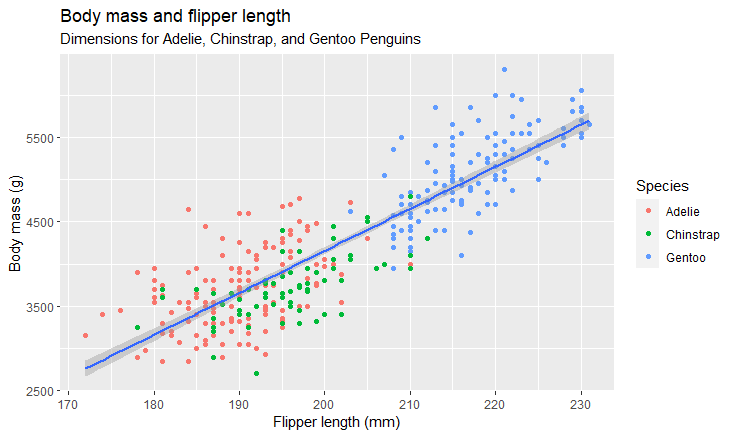 Body mass and flipper length
Dimensions for Adelie, Chinstrap, and Gentoo Penguins
Body mass (g)
5500
4500
3500
2500
170 180 190 200 210 220 230
Flipper length (mm)
Species
Adelie
Chinstrap
Gentoo